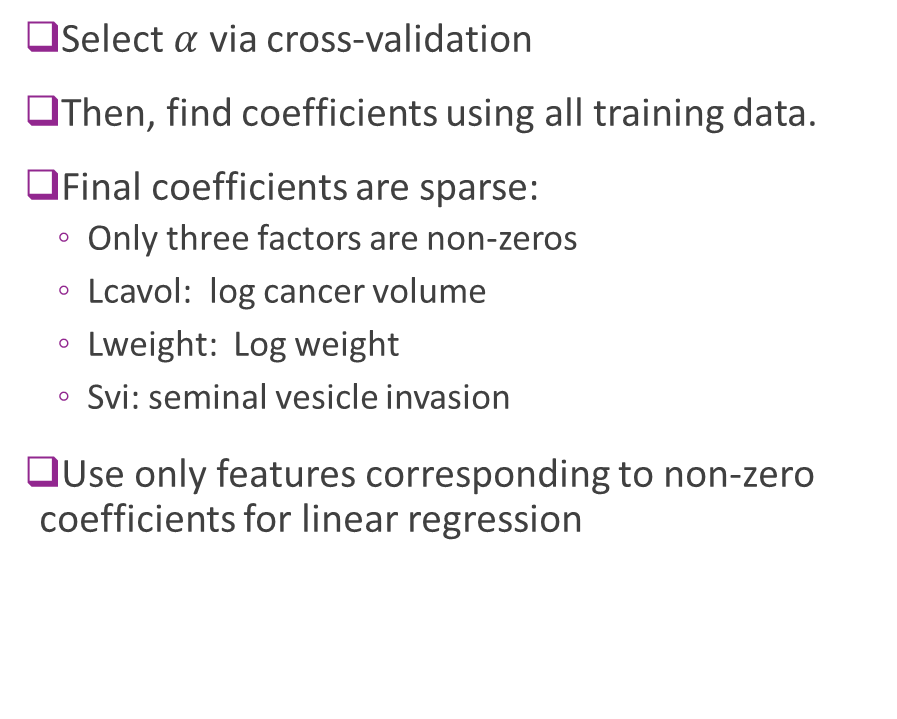 ❑Select 𝛼 via cross-validation
❑Then, find coefficients using all training data.
❑Final coefficients are sparse:
◦ Only three factors are non-zeros
◦ Lcavol:  log cancer volume
◦ Lweight:  Log weight
◦ Svi: seminal vesicle invasion
❑Use only features corresponding to non-zero
coefficients for linear regression